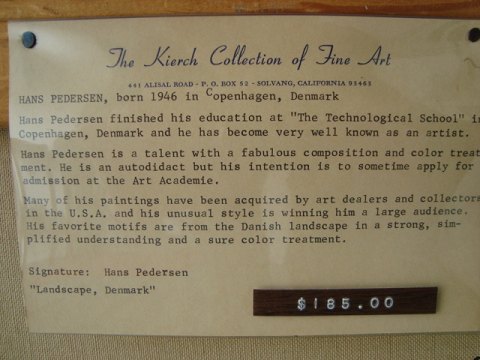 The Kierch Collection of Fine Art
441 ALISAL ROAD - P. O. BOX 52 - SOLVANG, CALIFORNIA 93463
HANS PEDERSEN, born 1946 in Copenhagen, Denmark
Hans Pedersen finished his education at "The Technological School" in
Copenhagen, Denmark and he has become very well known as an artist.
Hans Pedersen is a talent with a fabulous composition and color treat
ment. He is an autodidact but his intention is to sometime apply for
admission at the Art Academie.
Many of his paintings have been acquired by art dealers and collectors
in the U.S.A. and his unusual style is winning him a large audience.
His favorite motifs are from the Danish landscape in a strong, sim-
plified understanding and a sure color treatment.
Signature: Hans Pedersen
"Landscape, Denmark"
$185.00